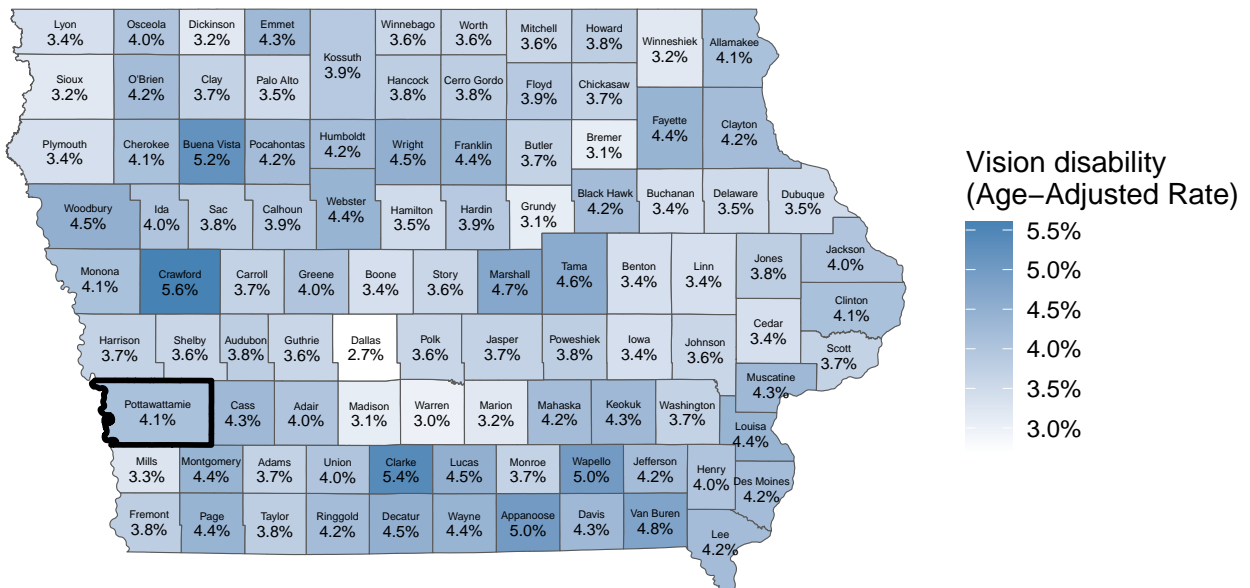 Lyon
3.4%
Osceola
4.0%
Dickinson
3.2%
Emmet
4.3%
Kossuth
3.9%
Winnebago
3.6%
Worth
3.6%
Mitchell
3.6%
Howard
3.8%
Winneshiek
3.2%
Allamakee
4.1%
Sioux
3.2%
O'Brien
4.2%
Clay
3.7%
Palo Alto
3.5%
Hancock
3.8%
Cerro Gordo
3.8%
Floyd
3.9%
Chickasaw
3.7%
Fayette
4.4%
Clayton
4.2%
Plymouth
3.4%
Cherokee
4.1%
Buena Vista
5.2%
Pocahontas
4.2%
Humboldt
4.2%
Wright
4.5%
Franklin
4.4%
Butler
3.7%
Bremer
3.1%
Woodbury
4.5%
Ida
4.0%
Sac
3.8%
Calhoun
3.9%
Webster
4.4%
Hamilton
3.5%
Hardin
3.9%
Grundy
3.1%
Black Hawk
4.2%
Buchanan
3.4%
Delaware
3.5%
Dubuque
3.5%
Monona
4.1%
Crawford
5.6%
Carroll
3.7%
Greene
4.0%
Boone
3.4%
Story
3.6%
Marshall
4.7%
Tama
4.6%
Benton
3.4%
Linn
3.4%
Jones
3.8%
Jackson
4.0%
Clinton
4.1%
Harrison
3.7%
Shelby
3.6%
Audubon
3.8%
Guthrie
3.6%
Dallas
2.7%
Polk
3.6%
Jasper
3.7%
Poweshiek
3.8%
Iowa
3.4%
Johnson
3.6%
Cedar
3.4%
Scott
3.7%
Pottawattamie
4.1%
Cass
4.3%
Adair
4.0%
Madison
3.1%
Warren
3.0%
Marion
3.2%
Mahaska
4.2%
Keokuk
4.3%
Washington
3.7%
Muscatine
4.3%
Louisa
4.4%
Mills
3.3%
Montgomery
4.4%
Adams
3.7%
Union
4.0%
Clarke
5.4%
Lucas
4.5%
Monroe
3.7%
Wapello
5.0%
Jefferson
4.2%
Henry
4.0%
Des Moines
4.2%
Fremont
3.8%
Page
4.4%
Taylor
3.8%
Ringgold
4.2%
Decatur
4.5%
Wayne
4.4%
Appanoose
5.0%
Davis
4.3%
Van Buren
4.8%
Lee
4.2%
Vision disability
(Age−Adjusted Rate)
5.5%
5.0%
4.5%
4.0%
3.5%
3.0%